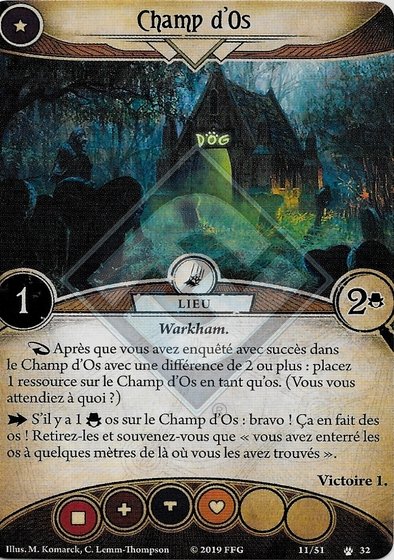 Champ d'Os
DÖG
1
LIEU
2
Warkham.
Après que vous avez enquêté avec succès dans
le Champ d'Os avec une différence de 2 ou plus : placez
1 ressource sur le Champ d'Os en tant qu'os. (Vous vous
attendiez à quoi ?)
S'il y a 1 os sur le Champ d'Os : bravo ! Ça en fait des
os ! Retirez-les et souvenez-vous que « vous avez enterré les
os à quelques mètres de là où vous les avez trouvés ».
Victoire 1.
Illus. M. Komarck, C. Lemm-Thompson © 2019 FFG 11/51 32